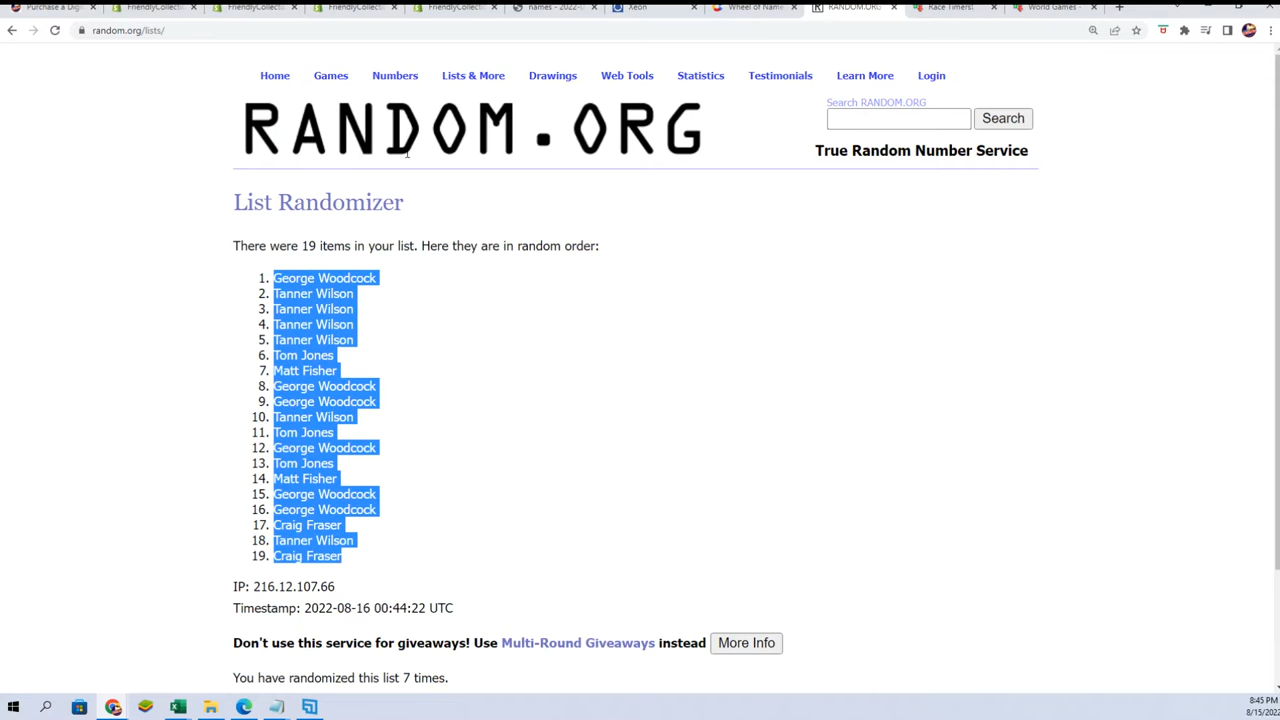 Purchase a Digi
FriendlyCollecti
FriendlyCollecti
FriendlyCollecti
FriendlyCollecti
names - 2022-0
Xeon
Wheel of Name
RANDOM.ORG
Race Timers!
World Games -
random.org/lists/
Home Games Numbers Lists & More Drawings Web Tools Statistics Testimonials Learn More Login
RANDOM.ORG
Search RANDOM.ORG
Search
True Random Number Service
List Randomizer
There were 19 items in your list. Here they are in random order:
1. George Woodcock
2. Tanner Wilson
3. Tanner Wilson
4. Tanner Wilson
5. Tanner Wilson
6. Tom Jones
7. Matt Fisher
8. George Woodcock
9. George Woodcock
10. Tanner Wilson
11. Tom Jones
12. George Woodcock
13. Tom Jones
14. Matt Fisher
15. George Woodcock
16. George Woodcock
17. Craig Fraser
18. Tanner Wilson
19. Craig Fraser
IP: 216.12.107.66
Timestamp: 2022-08-16 00:44:22 UTC
Don't use this service for giveaways! Use Multi-Round Giveaways instead More Info
You have randomized this list 7 times.
8:45 PM
8/15/2022